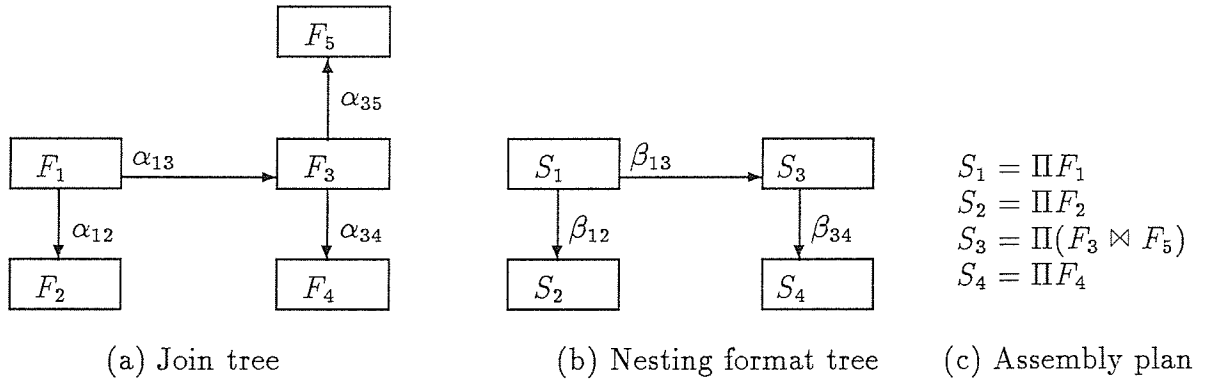 F₅
α₃₅
F₁ α₁₃ F₃
α₁₂ α₃₄
F₂ F₄
(a) Join tree
S₁ β₁₃ S₃
β₁₂ β₃₄
S₂ S₄
(b) Nesting format tree
S₁ = ΠF₁
S₂ = ΠF₂
S₃ = Π(F₃ ⋈ F₅)
S₄ = ΠF₄
(c) Assembly plan